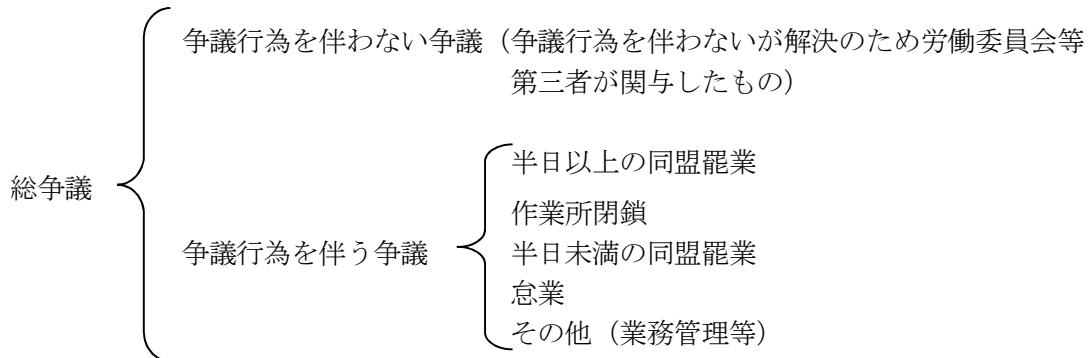 争議行為を伴わない争議（争議行為を伴わないが解決のため労働委員会等
第三者が関与したもの）
総争議
争議行為を伴う争議
半日以上の同盟罷業
作業所閉鎖
半日未満の同盟罷業
怠業
その他（業務管理等）